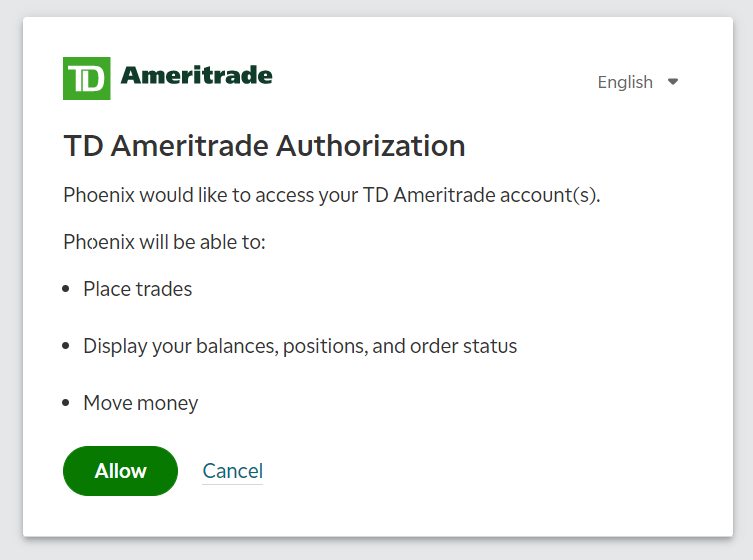 TD Ameritrade
English
TD Ameritrade Authorization
Phoenix would like to access your TD Ameritrade account(s).
Phoenix will be able to:
Place trades
Display your balances, positions, and order status
Move money
Allow Cancel